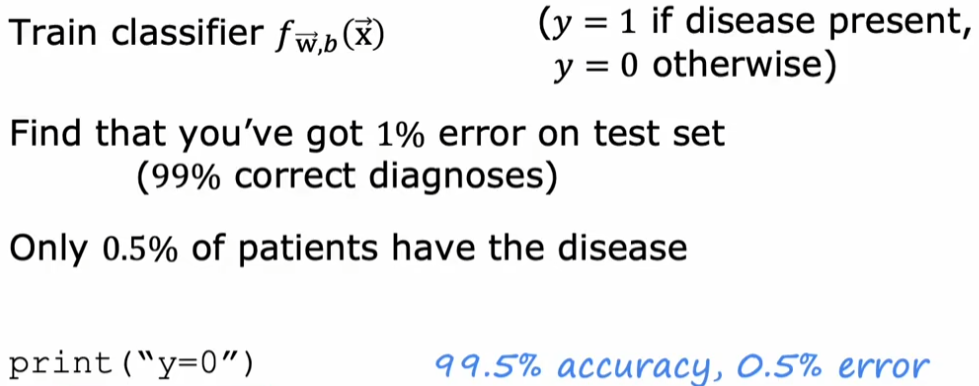 Train classifier f_{\vec{w},b}(\vec{x}) (y = 1 if disease present,
y = 0 otherwise)
Find that you've got 1% error on test set
(99% correct diagnoses)
Only 0.5% of patients have the disease
print("y=0") 99.5% accuracy, 0.5% error